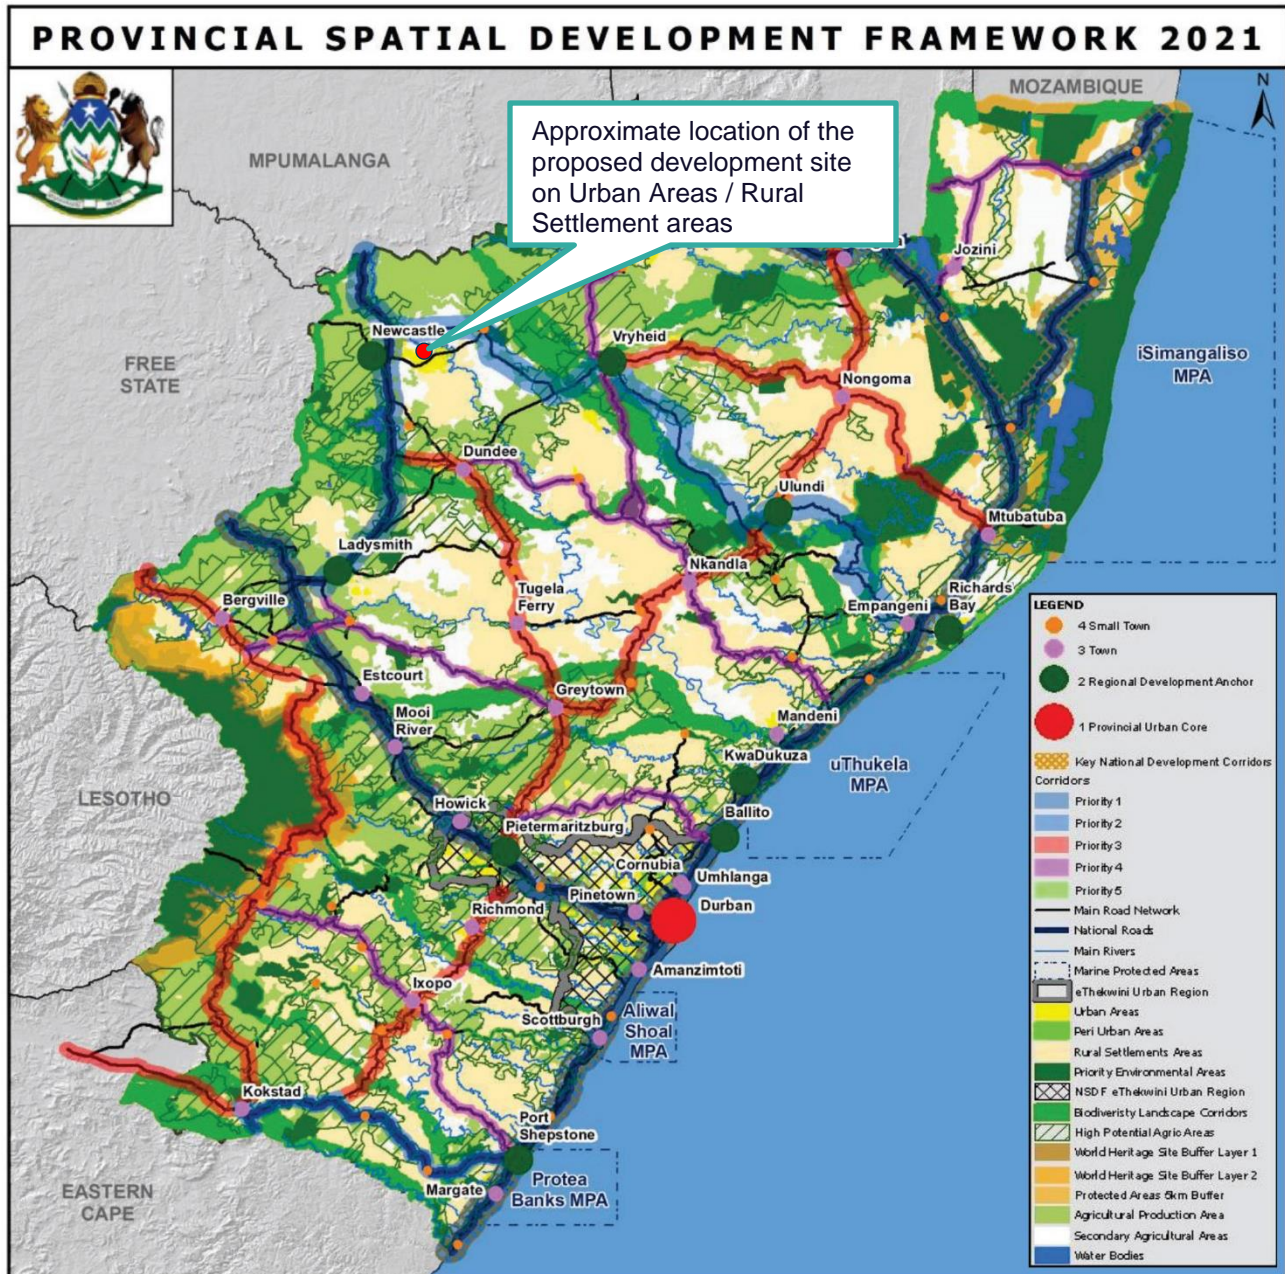 PROVINCIAL SPATIAL DEVELOPMENT FRAMEWORK 2021
N
MOZAMBIQUE
MPUMALANGA
Approximate location of the
proposed development site
on Urban Areas / Rural
Settlement areas
Jozini
Newcastle
Vryheid
FREE
STATE
iSimangaliso
MPA
Nongoma
Dundee
Ulundi
Mtubatuba
Ladysmith
Nkandla
Tugela
Ferry
Bergville
Empangeni
Richards
Bay
Estcourt
Greytown
Mooi
River
Mandeni
KwaDukuza
uThukela
MPA
LESOTHO
Howick
Ballito
Pietermaritzburg
Cornubia
Umhlanga
Pinetown
Durban
Richmond
Amanzimtoti
Ixopo
Scottburgh
Aliwal
Shoal
MPA
Kokstad
Port
Shepstone
EASTERN
CAPE
Margate
Protea
Banks MPA
LEGEND
4 Small Town
3 Town
2 Regional Development Anchor
1 Provincial Urban Core
Key National Development Corridors
Corridors
Priority 1
Priority 2
Priority 3
Priority 4
Priority 5
Main Road Network
National Roads
Main Rivers
Marine Protected Areas
eThekwini Urban Region
Urban Areas
Peri Urban Areas
Rural Settlements Areas
Priority Environmental Areas
NSDF eThekwini Urban Region
Biodiveristy Landscape Corridors
High Potential Agric Areas
World Heritage Site Buffer Layer 1
World Heritage Site Buffer Layer 2
Protected Areas 5km Buffer
Agricultural Production Area
Secondary Agricultural Areas
Water Bodies